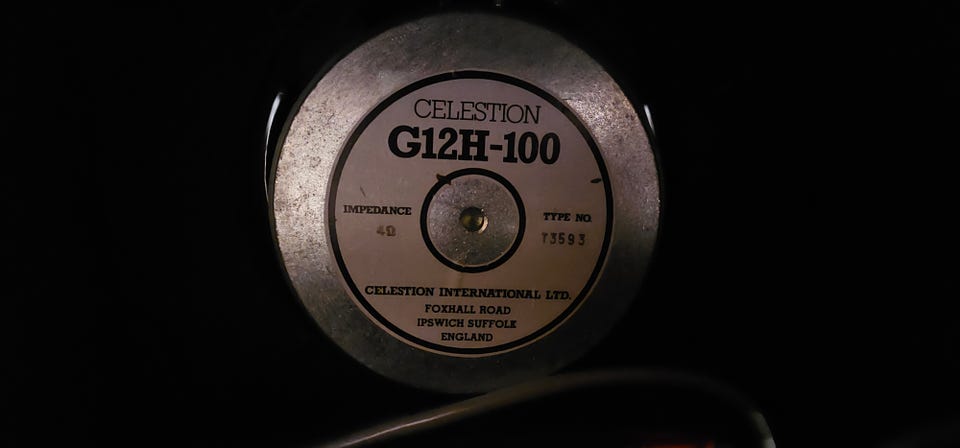 CELESTION
G12H-100
IMPEDANCE
4Ω
TYPE NO.
T3593
CELESTION INTERNATIONAL LTD.
FOXHALL ROAD
IPSWICH SUFFOLK
ENGLAND